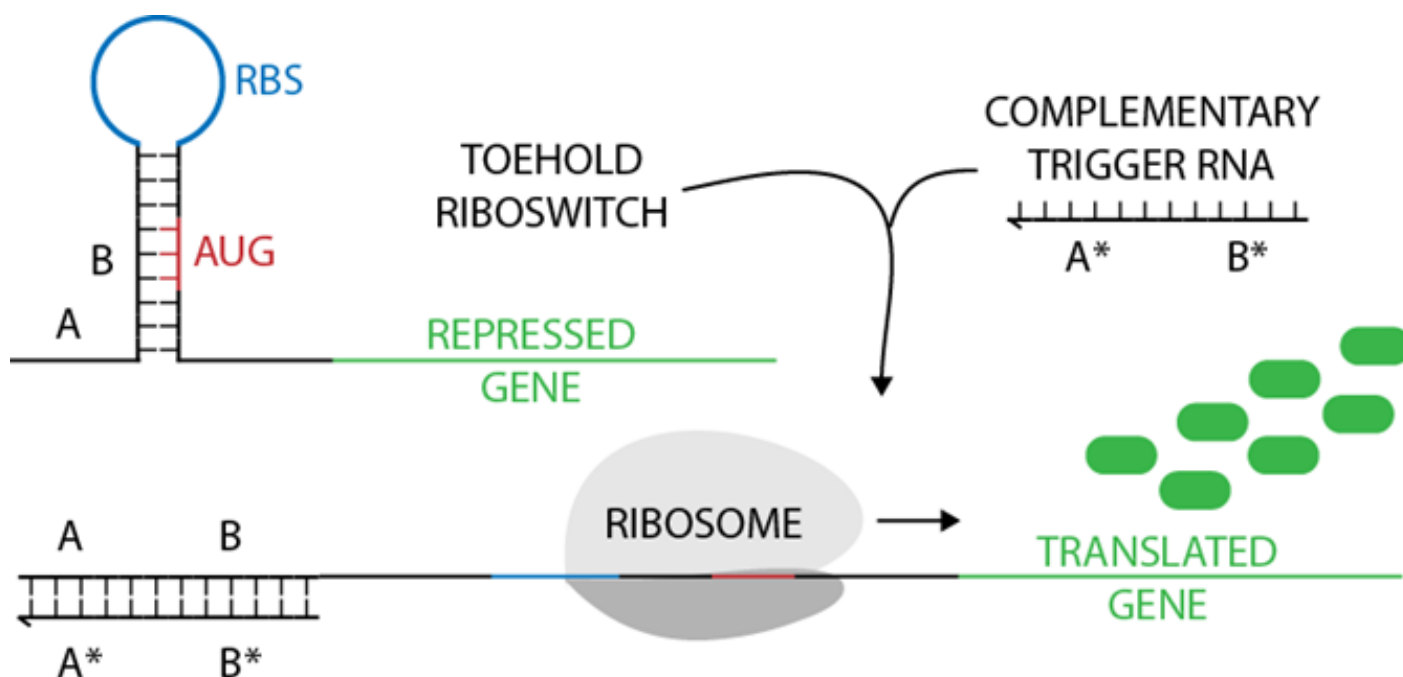 RBS
COMPLEMENTARY
TRIGGER RNA
TOEHOLD
RIBOSWITCH
B
AUG
A* B*
A
REPRESSED
GENE
RIBOSOME
A B
TRANSLATED
GENE
A* B*